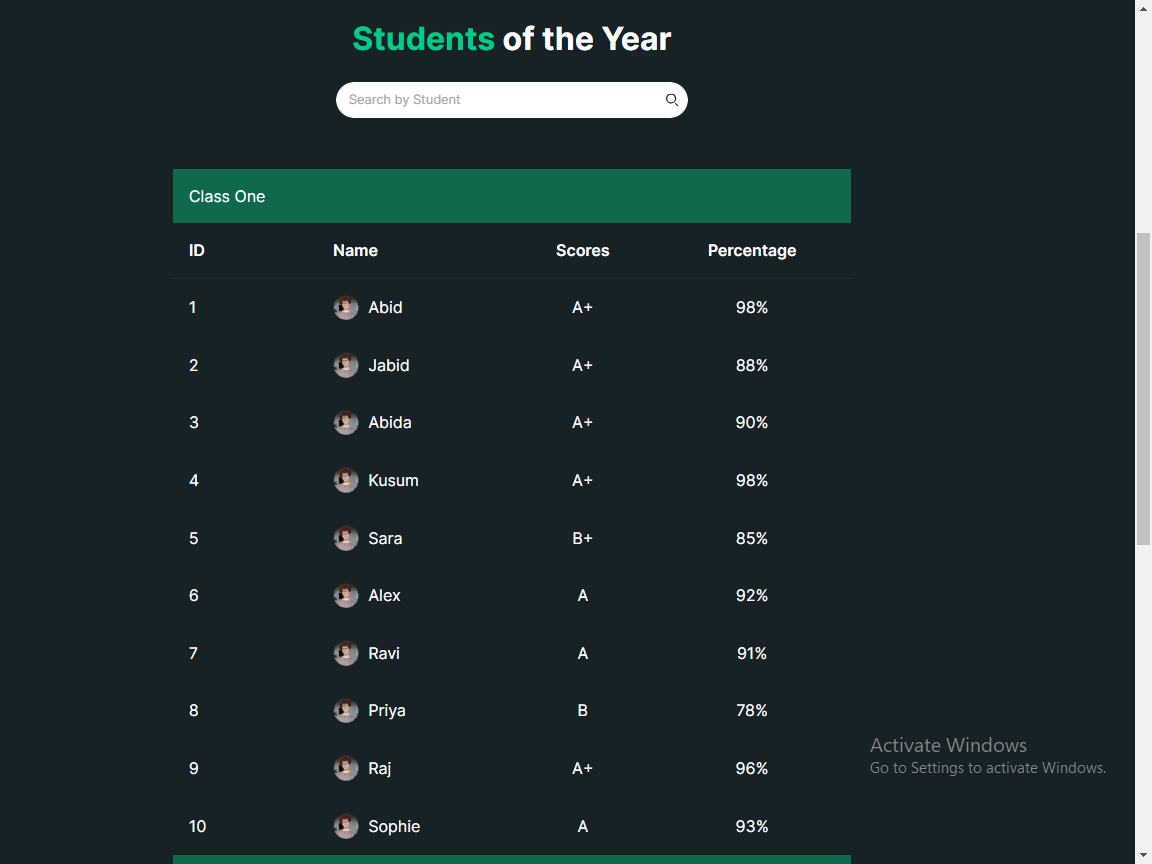 Students of the Year
Search by Student
Class One
ID Name Scores Percentage
1 Abid A+ 98%
2 Jabid A+ 88%
3 Abida A+ 90%
4 Kusum A+ 98%
5 Sara B+ 85%
6 Alex A 92%
7 Ravi A 91%
8 Priya B 78%
9 Raj A+ 96%
10 Sophie A 93%
Activate Windows
Go to Settings to activate Windows.